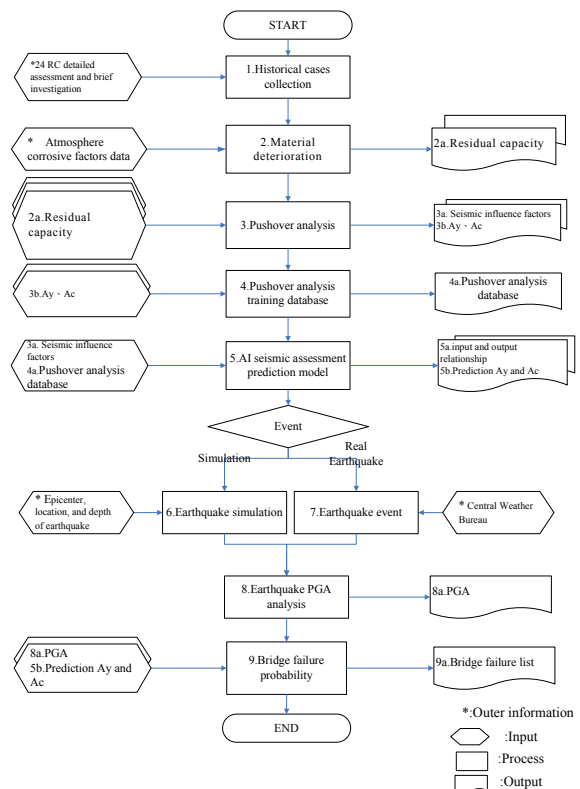 START
*24 RC detailed
assessment and brief
investigation
1.Historical cases
collection
* Atmosphere
corrosive factors data
2.Material
deterioration
2a.Residual capacity
2a.Residual
capacity
3.Pushover analysis
3a. Seismic influence factors
3b.Ay、Ac
3b.Ay、Ac
4.Pushover analysis
training database
4a.Pushover analysis
database
3a. Seismic influence
factors
4a.Pushover analysis
database
5.AI seismic assessment
prediction model
5a.input and output
relationship
5b.Prediction Ay and Ac
Event
Simulation
Real
Earthquake
* Epicenter,
location, and depth
of earthquake
6.Earthquake simulation
7.Earthquake event
* Central Weather
Bureau
8.Earthquake PGA
analysis
8a.PGA
8a.PGA
5b.Prediction Ay and
Ac
9.Bridge failure
probability
9a.Bridge failure list
END
*:Outer information
:Input
:Process
:Output